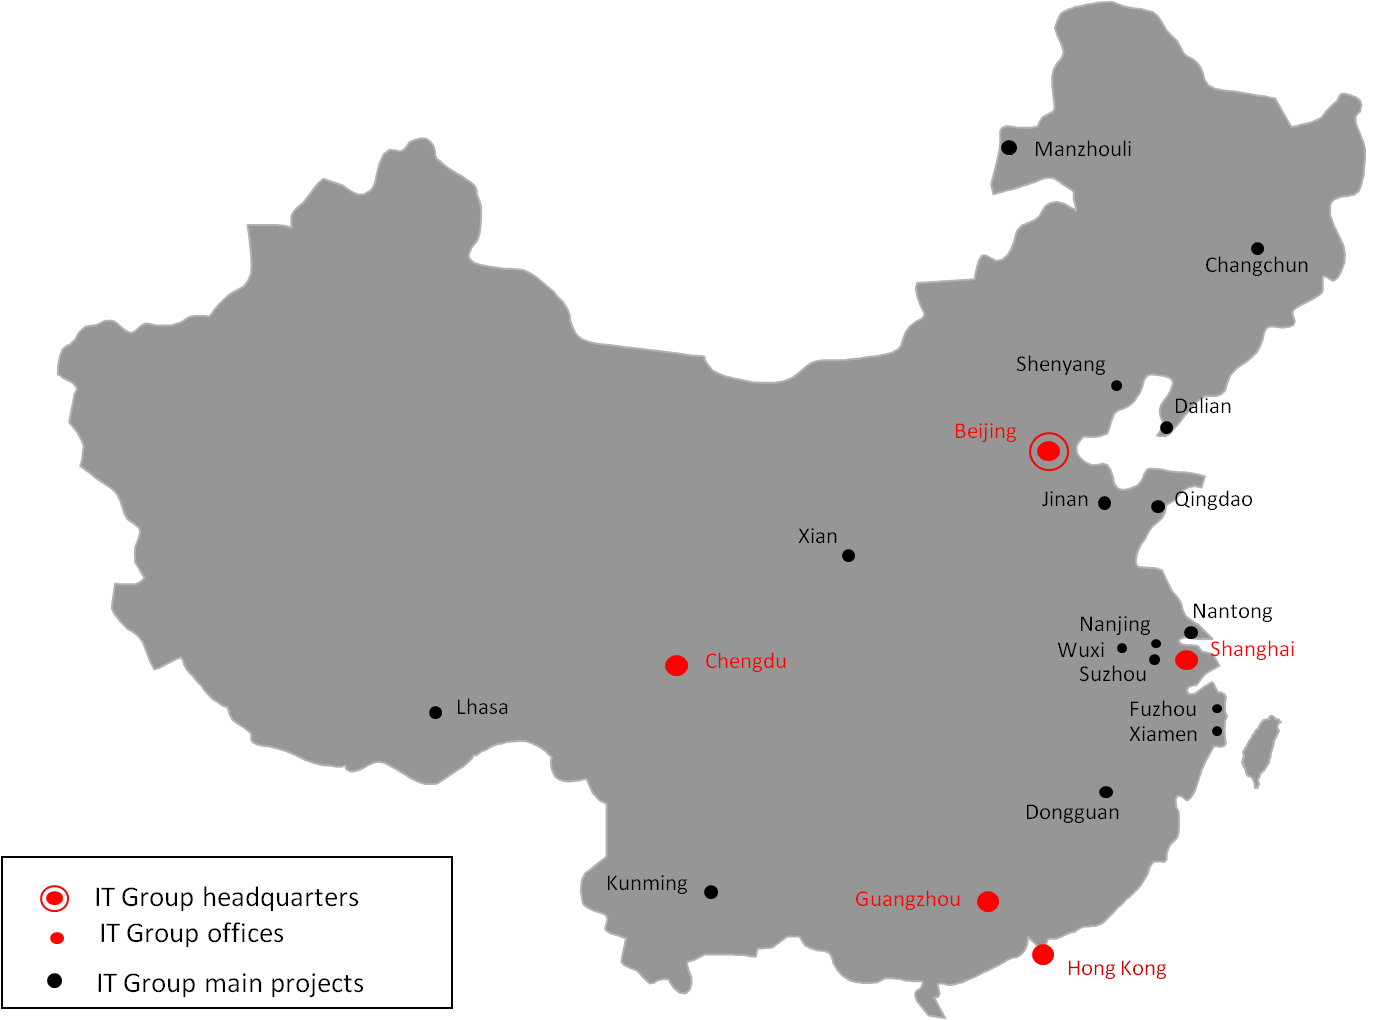 Manzhouli
Changchun
Shenyang
Dalian
Beijing
Jinan
Qingdao
Xian
Nantong
Nanjing
Wuxi
Shanghai
Suzhou
Chengdu
Lhasa
Fuzhou
Xiamen
Dongguan
Kunming
Guangzhou
Hong Kong
IT Group headquarters
IT Group offices
IT Group main projects